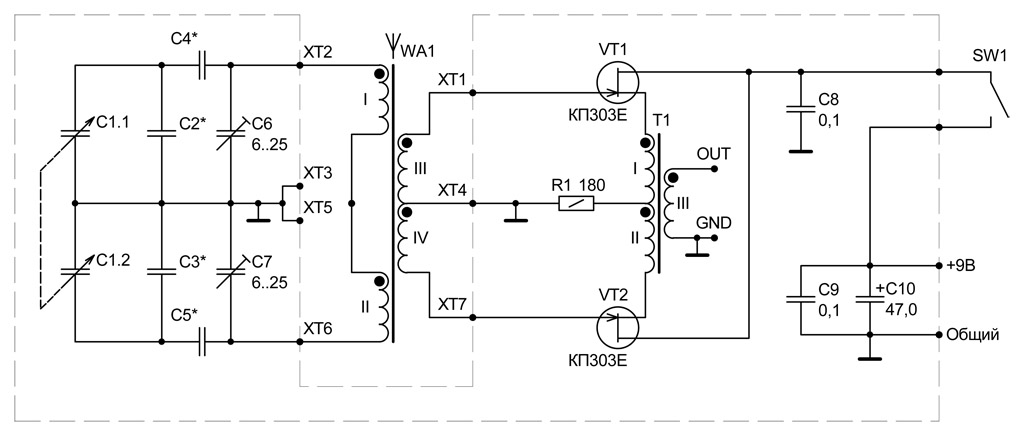 C4*
XT2
WA1
XT1
VT1
КП303Е
SW1
C1.1
C2*
C6
6..25
I
C8
0,1
T1
XT3
XT5
III
XT4
R1 180
I
III
OUT
GND
C1.2
C3*
C7
6..25
IV
II
II
C5*
XT6
XT7
VT2
КП303Е
C9
0,1
+C10
47,0
+9В
Общий